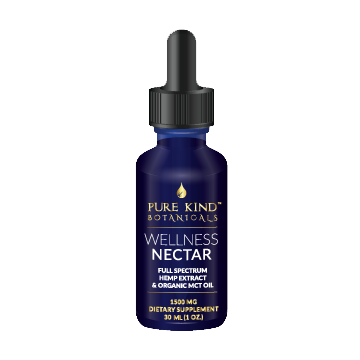 PURE KIND™
BOTANICALS
WELLNESS
NECTAR
FULL SPECTRUM
HEMP EXTRACT
& ORGANIC MCT OIL
1500 MG
DIETARY SUPPLEMENT
30 ML (1 OZ.)